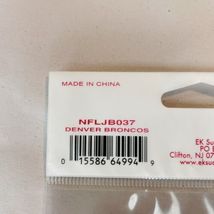 MADE IN CHINA
NFLJB037
DENVER BRONCOS
0 15586 64994 9
EK Su
PO B
Clifton, NJ 07
www.eksu